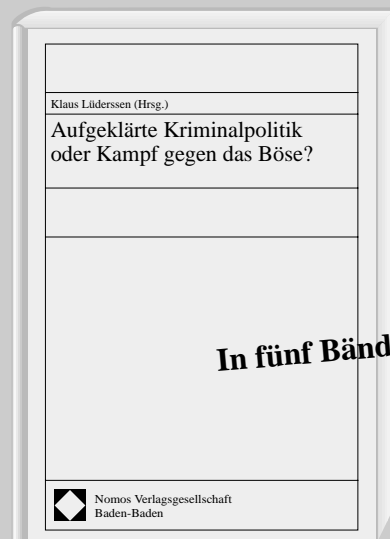 Klaus Lüderssen (Hrsg.)
Aufgeklärte Kriminalpolitik
oder Kampf gegen das Böse?
In fünf Bänd
Nomos Verlagsgesellschaft
Baden-Baden